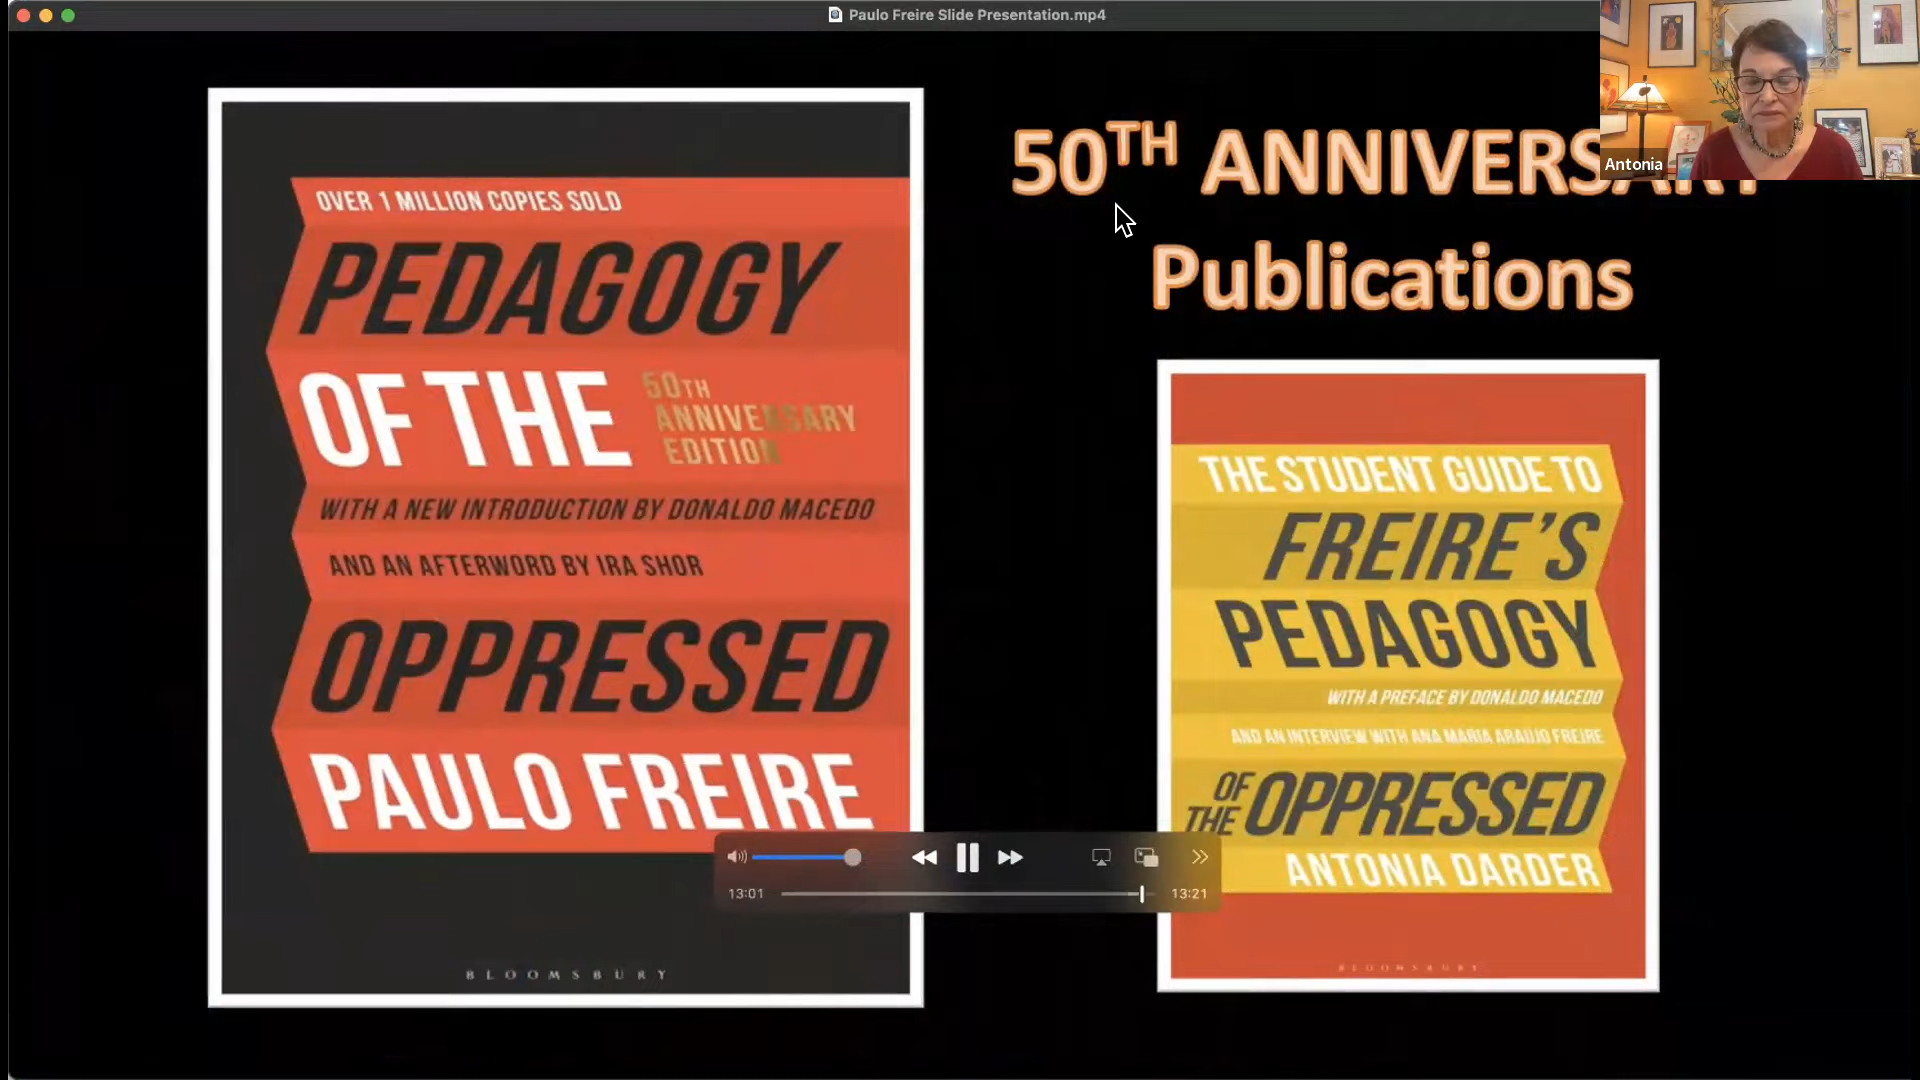 Paulo Freire Slide Presentation.mp4
Antonia
50TH ANNIVERSARY
Publications
OVER 1 MILLION COPIES SOLD
PEDAGOGY
OF THE
50TH
ANNIVERSARY
EDITION
WITH A NEW INTRODUCTION BY DONALDO MACEDO
AND AN AFTERWORD BY IRA SHOR
OPPRESSED
PAULO FREIRE
BLOOMSBURY
THE STUDENT GUIDE TO
FREIRE'S
PEDAGOGY
WITH A PREFACE BY DONALDO MACEDO
AND AN INTERVIEW WITH ANA MARIA ARAÚJO FREIRE
OF
THE OPPRESSED
ANTONIA DARDER
BLOOMSBURY
13:01
13:21